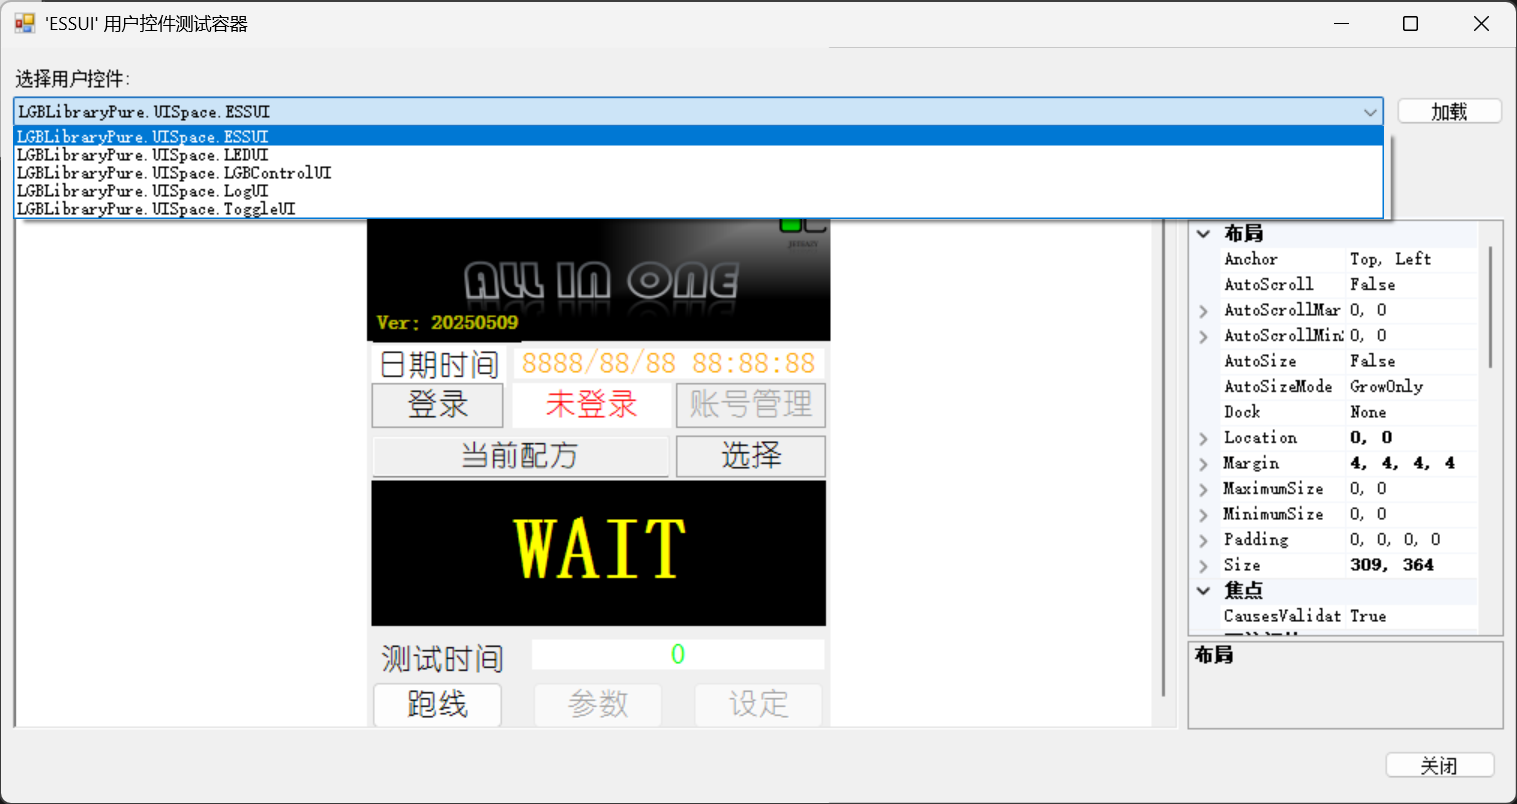 'ESSUI' 用户控件测试容器
选择用户控件:
LGBLibraryPure.UISpace.ESSUI
加载
LGBLibraryPure.UISpace.ESSUI
LGBLibraryPure.UISpace.LEDUI
LGBLibraryPure.UISpace.LGBControlUI
LGBLibraryPure.UISpace.LogUI
LGBLibraryPure.UISpace.ToggleUI
ALL IN ONE
Ver: 20250509
日期时间 8888/88/88 88:88:88
登录 未登录 账号管理
当前配方 选择
WAIT
测试时间 0
跑线 参数 设定
布局
Anchor Top, Left
AutoScroll False
AutoScrollMar 0, 0
AutoScrollMin 0, 0
AutoSize False
AutoSizeMode GrowOnly
Dock None
Location 0, 0
Margin 4, 4, 4, 4
MaximumSize 0, 0
MinimumSize 0, 0
Padding 0, 0, 0, 0
Size 309, 364
焦点
CausesValidat True
布局
关闭